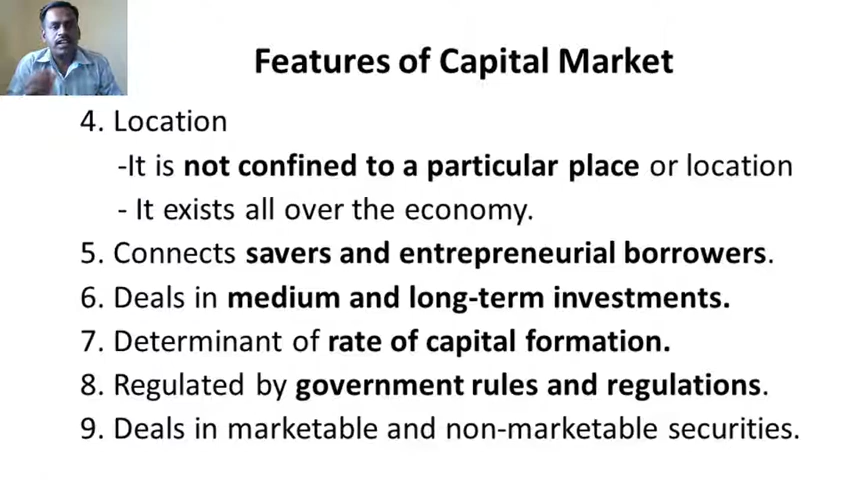 Features of Capital Market
4. Location
-It is not confined to a particular place or location
- It exists all over the economy.
5. Connects savers and entrepreneurial borrowers.
6. Deals in medium and long-term investments.
7. Determinant of rate of capital formation.
8. Regulated by government rules and regulations.
9. Deals in marketable and non-marketable securities.